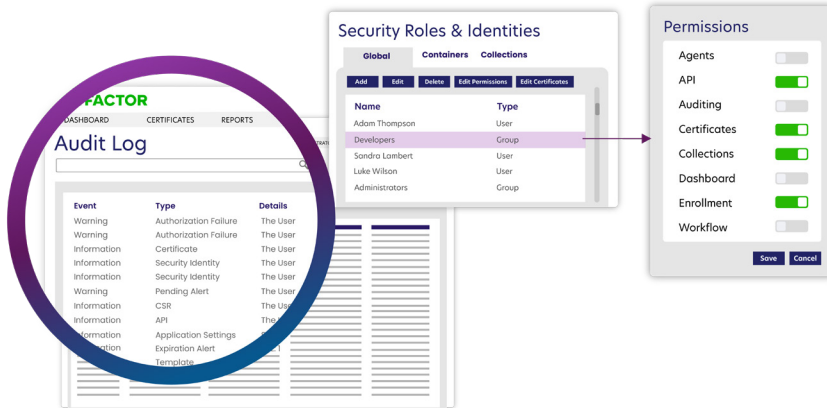 FACTOR
DASHBOARD CERTIFICATES REPORTS
Audit Log
Event Type Details
Warning Authorization Failure The User
Warning Authorization Failure The User
Information Certificate The User
Information Security Identity The User
Information Security Identity The User
Warning Pending Alert The User
Information CSR The User
Information API The
Information Application Settings
Expiration Alert
Template
Security Roles & Identities
Global Containers Collections
Add Edit Delete Edit Permissions Edit Certificates
Name Type
Adam Thompson User
Developers Group
Sondra Lambert User
Luke Wilson User
Administrators Group
Permissions
Agents
API
Auditing
Certificates
Collections
Dashboard
Enrollment
Workflow
Save Cancel